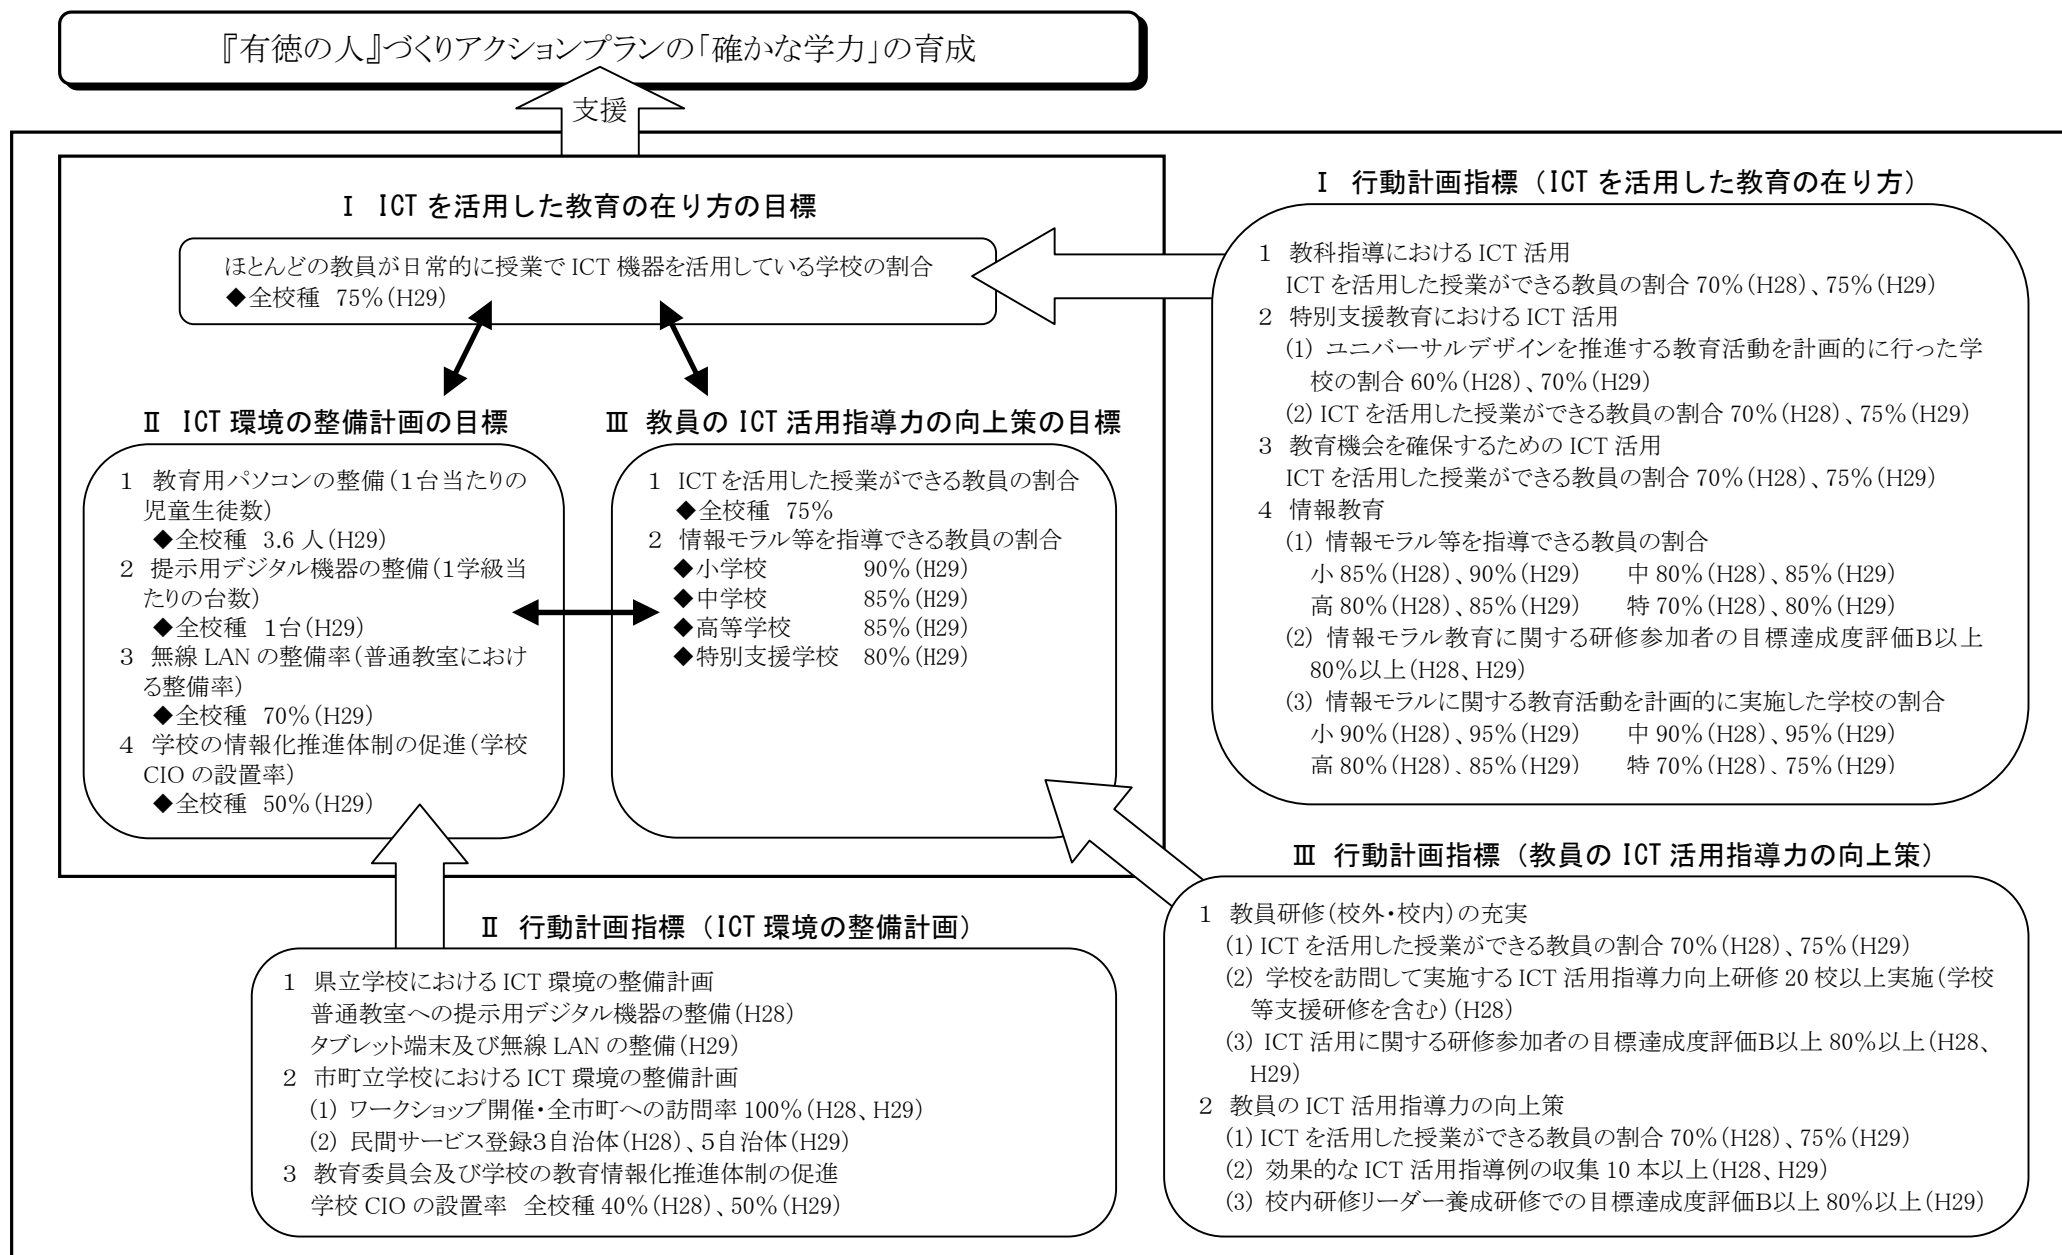 『有徳の人』づくりアクションプランの「確かな学力」の育成
支援
Ⅰ ICT を活用した教育の在り方の目標
ほとんどの教員が日常的に授業で ICT 機器を活用している学校の割合
◆全校種 75%(H29)
Ⅱ ICT 環境の整備計画の目標
1 教育用パソコンの整備(1台当たりの
児童生徒数)
◆全校種 3.6 人(H29)
2 提示用デジタル機器の整備(1学級当
たりの台数)
◆全校種 1台(H29)
3 無線 LAN の整備率(普通教室におけ
る整備率)
◆全校種 70%(H29)
4 学校の情報化推進体制の促進(学校
CIO の設置率)
◆全校種 50%(H29)
Ⅲ 教員の ICT 活用指導力の向上策の目標
1 ICTを活用した授業ができる教員の割合
◆全校種 75%
2 情報モラル等を指導できる教員の割合
◆小学校 90%(H29)
◆中学校 85%(H29)
◆高等学校 85%(H29)
◆特別支援学校 80%(H29)
Ⅰ 行動計画指標(ICT を活用した教育の在り方)
1 教科指導における ICT 活用
ICT を活用した授業ができる教員の割合 70%(H28)、75%(H29)
2 特別支援教育における ICT 活用
(1) ユニバーサルデザインを推進する教育活動を計画的に行った学
校の割合 60%(H28)、70%(H29)
(2) ICT を活用した授業ができる教員の割合 70%(H28)、75%(H29)
3 教育機会を確保するための ICT 活用
ICT を活用した授業ができる教員の割合 70%(H28)、75%(H29)
4 情報教育
(1) 情報モラル等を指導できる教員の割合
小 85%(H28)、90%(H29) 中 80%(H28)、85%(H29)
高 80%(H28)、85%(H29) 特 70%(H28)、80%(H29)
(2) 情報モラル教育に関する研修参加者の目標達成度評価B以上
80%以上(H28、H29)
(3) 情報モラルに関する教育活動を計画的に実施した学校の割合
小 90%(H28)、95%(H29) 中 90%(H28)、95%(H29)
高 80%(H28)、85%(H29) 特 70%(H28)、75%(H29)
Ⅱ 行動計画指標(ICT 環境の整備計画)
1 県立学校における ICT 環境の整備計画
普通教室への提示用デジタル機器の整備(H28)
タブレット端末及び無線 LAN の整備(H29)
2 市町立学校における ICT 環境の整備計画
(1) ワークショップ開催・全市町への訪問率 100%(H28、H29)
(2) 民間サービス登録3自治体(H28)、5自治体(H29)
3 教育委員会及び学校の教育情報化推進体制の促進
学校 CIO の設置率 全校種 40%(H28)、50%(H29)
Ⅲ 行動計画指標(教員の ICT 活用指導力の向上策)
1 教員研修(校外・校内)の充実
(1) ICT を活用した授業ができる教員の割合 70%(H28)、75%(H29)
(2) 学校を訪問して実施する ICT 活用指導力向上研修 20 校以上実施(学校
等支援研修を含む)(H28)
(3) ICT 活用に関する研修参加者の目標達成度評価B以上 80%以上(H28、
H29)
2 教員の ICT 活用指導力の向上策
(1) ICT を活用した授業ができる教員の割合 70%(H28)、75%(H29)
(2) 効果的な ICT 活用指導例の収集 10 本以上(H28、H29)
(3) 校内研修リーダー養成研修での目標達成度評価B以上 80%以上(H29)